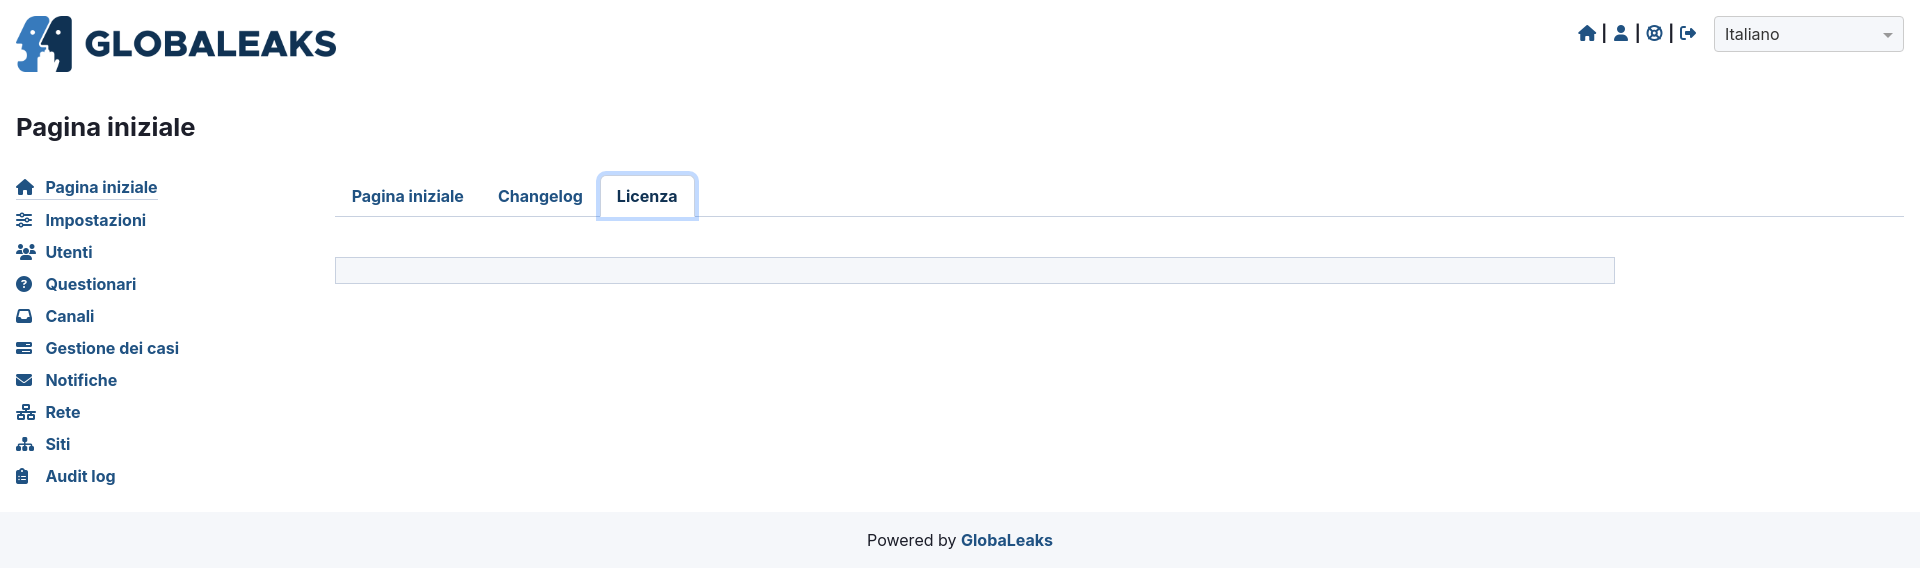 GLOBALEAKS
Italiano
Pagina iniziale
Pagina iniziale
Impostazioni
Utenti
Questionari
Canali
Gestione dei casi
Notifiche
Rete
Siti
Audit log
Pagina iniziale Changelog Licenza
Powered by GlobaLeaks